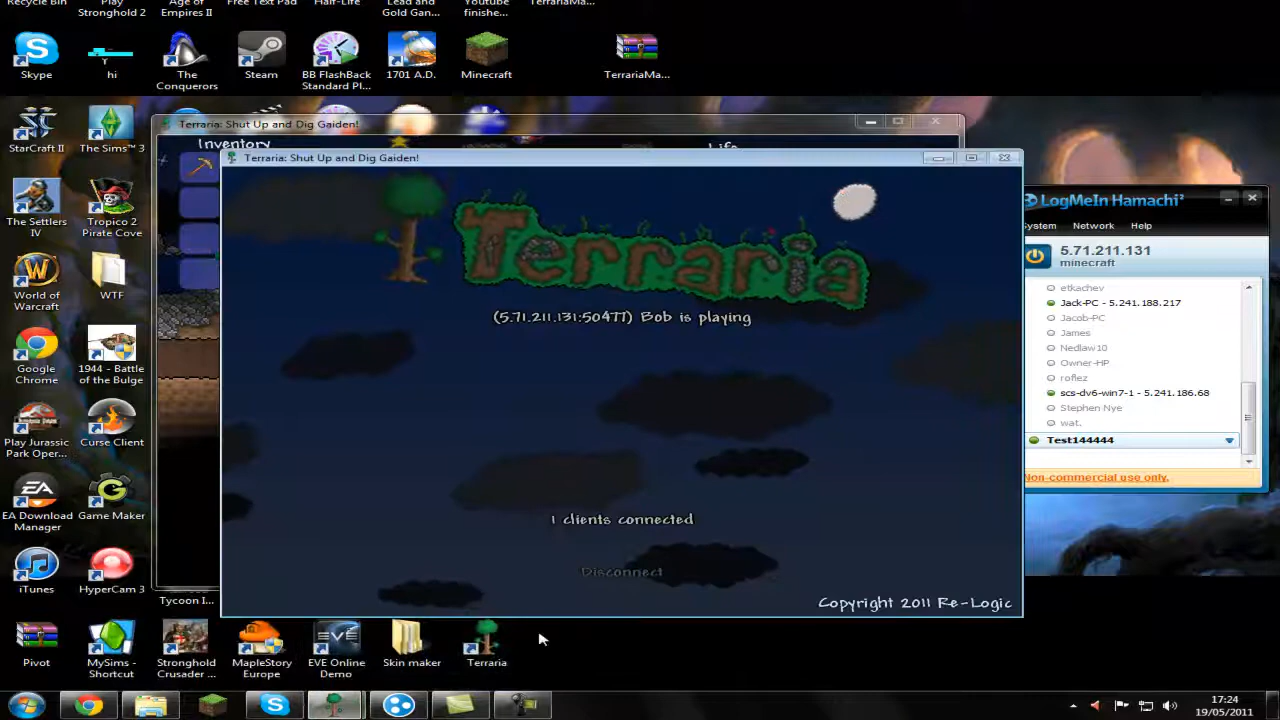 Recycle Bin
Play
Stronghold 2
Age of
Empires II
Free Text Pad
Half-Life
Lead and
Gold Gan...
Youtube
finishe...
TerrariaMa...
Skype
hi
The
Conquerors
Steam
BB FlashBack
Standard Pl...
1701 A.D.
Minecraft
TerrariaMa...
StarCraft II
The Sims™ 3
The Settlers
IV
Tropico 2
Pirate Cove
World of
Warcraft
WTF
Google
Chrome
1944 - Battle
of the Bulge
Play Jurassic
Park Oper...
Curse Client
EA Download
Manager
Game Maker
iTunes
HyperCam 3
Tycoon I...
Pivot
MySims -
Shortcut
Stronghold
Crusader ...
MapleStory
Europe
EVE Online
Demo
Skin maker
Terraria
Terraria: Shut Up and Dig Gaiden!
Inventory
Life
Terraria: Shut Up and Dig Gaiden!
Terraria
(5.71.211.131:50477) Bob is playing
1 clients connected
Disconnect
Copyright 2011 Re-Logic
LogMeIn Hamachi²
System Network Help
5.71.211.131
minecraft
etkachev
Jack-PC - 5.241.188.217
Jacob-PC
James
Nedlaw10
Owner-HP
roflez
scs-dv6-win7-1 - 5.241.186.68
Stephen Nye
wat.
Test144444
Non-commercial use only.
17:24
19/05/2011